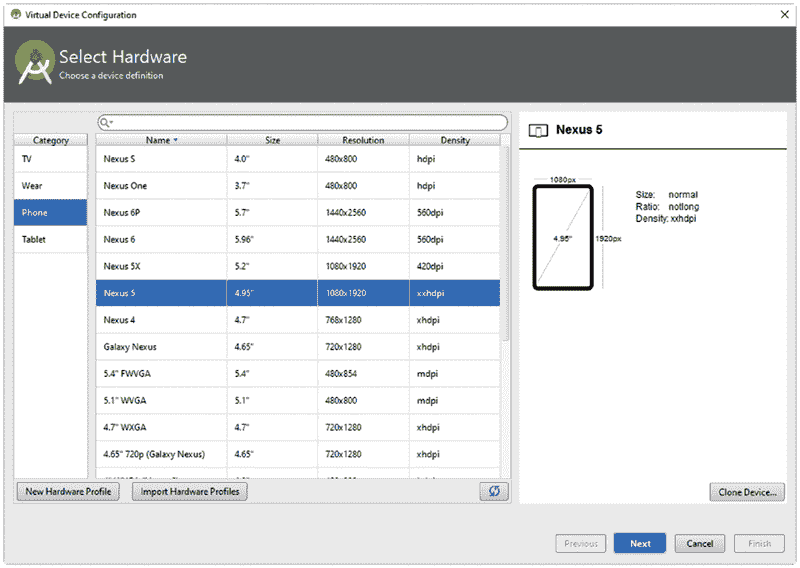 Virtual Device Configuration
Select Hardware
Choose a device definition
Category
TV
Wear
Phone
Tablet
Name Size Resolution Density
Nexus S 4.0" 480x800 hdpi
Nexus One 3.7" 480x800 hdpi
Nexus 6P 5.7" 1440x2560 560dpi
Nexus 6 5.96" 1440x2560 560dpi
Nexus 5X 5.2" 1080x1920 420dpi
Nexus 5 4.95" 1080x1920 xxhdpi
Nexus 4 4.7" 768x1280 xhdpi
Galaxy Nexus 4.65" 720x1280 xhdpi
5.4" FWVGA 5.4" 480x854 mdpi
5.1" WVGA 5.1" 480x800 mdpi
4.7" WXGA 4.7" 720x1280 xhdpi
4.65" 720p (Galaxy Nexus) 4.65" 720x1280 xhdpi
New Hardware Profile Import Hardware Profiles
Nexus 5
1080px
4.95"
1920px
Size: normal
Ratio: notlong
Density: xxhdpi
Clone Device...
Previous Next Cancel Finish